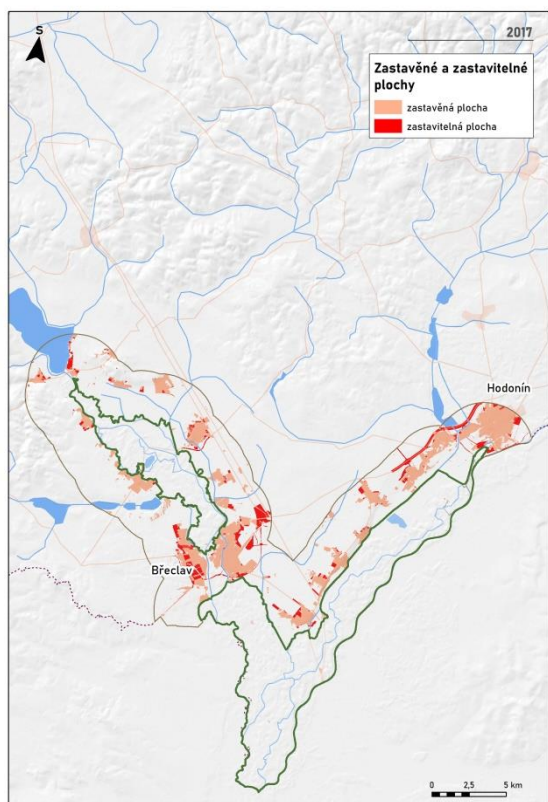 S
2017
Zastavěné a zastavitelné
plochy
zastavěná plocha
zastavitelná plocha
Hodonín
Břeclav
0 2,5 5 km